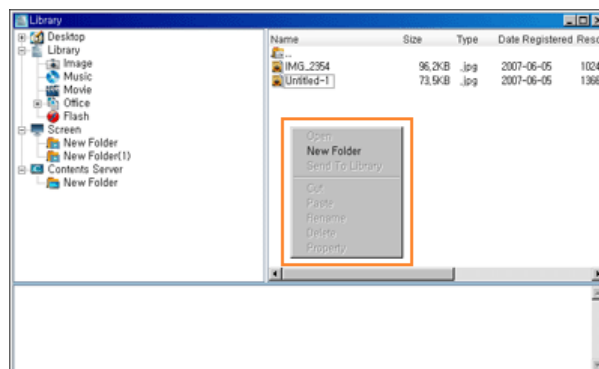 Library
Desktop
Library
Image
Music
Movie
Office
Flash
Screen
New Folder
New Folder(1)
Contents Server
New Folder
Name Size Type Date Registered Reso
..
IMG_2354 96,2KB .jpg 2007-06-05 1024
Untitled-1 73,5KB .jpg 2007-06-05 1366
Open
New Folder
Send To Library
Cut
Paste
Rename
Delete
Property